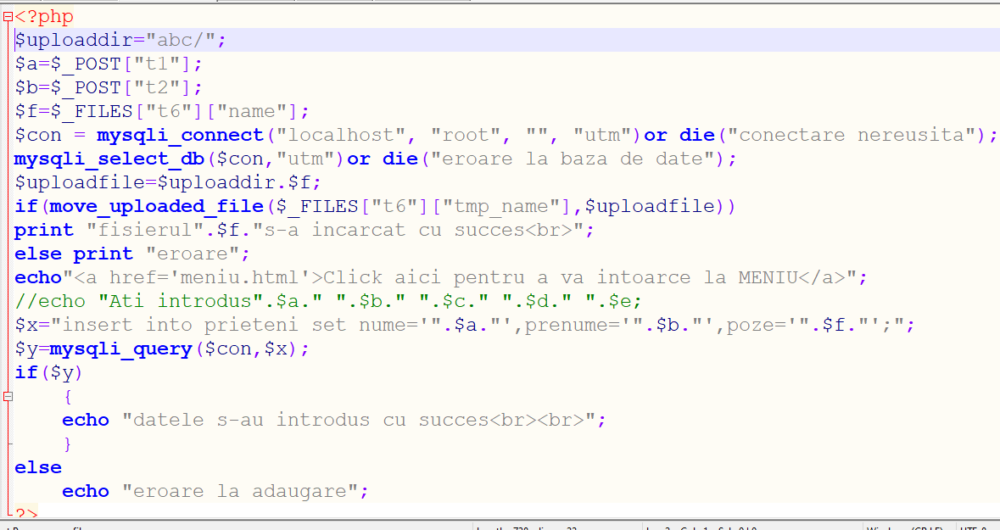 <?php
$uploaddir="abc/";
$a=$_POST["t1"];
$b=$_POST["t2"];
$f=$_FILES["t6"]["name"];
$con = mysqli_connect("localhost", "root", "", "utm")or die("conectare nereusita");
mysqli_select_db($con,"utm")or die("eroare la baza de date");
$uploadfile=$uploaddir.$f;
if(move_uploaded_file($_FILES["t6"]["tmp_name"],$uploadfile))
print "fisierul".$f."s-a incarcat cu succes<br>";
else print "eroare";
echo"<a href='meniu.html'>Click aici pentru a va intoarce la MENIU</a>";
//echo "Ati introdus".$a." ".$b." ".$c." ".$d." ".$e;
$x="insert into prieteni set nume='".$a."',prenume='".$b."',poze='".$f."';";
$y=mysqli_query($con,$x);
if($y)
{
echo "datele s-au introdus cu succes<br><br>";
}
else
echo "eroare la adaugare";
?>